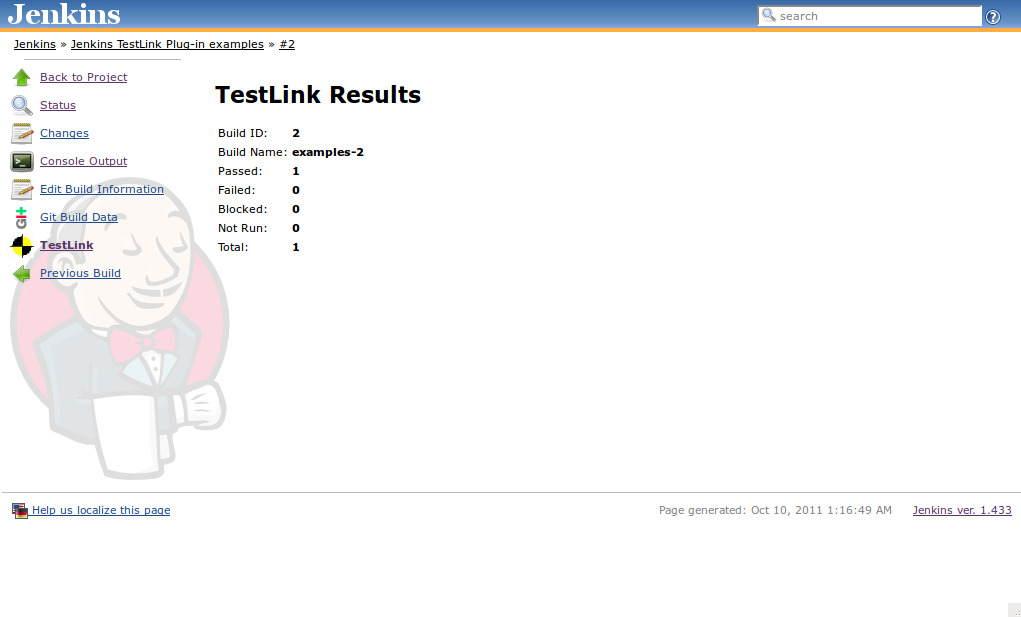 Jenkins
search
Jenkins » Jenkins TestLink Plug-in examples » #2
Back to Project
Status
Changes
Console Output
Edit Build Information
Git Build Data
TestLink
Previous Build
TestLink Results
Build ID: 2
Build Name: examples-2
Passed: 1
Failed: 0
Blocked: 0
Not Run: 0
Total: 1
Help us localize this page
Page generated: Oct 10, 2011 1:16:49 AM Jenkins ver. 1.433